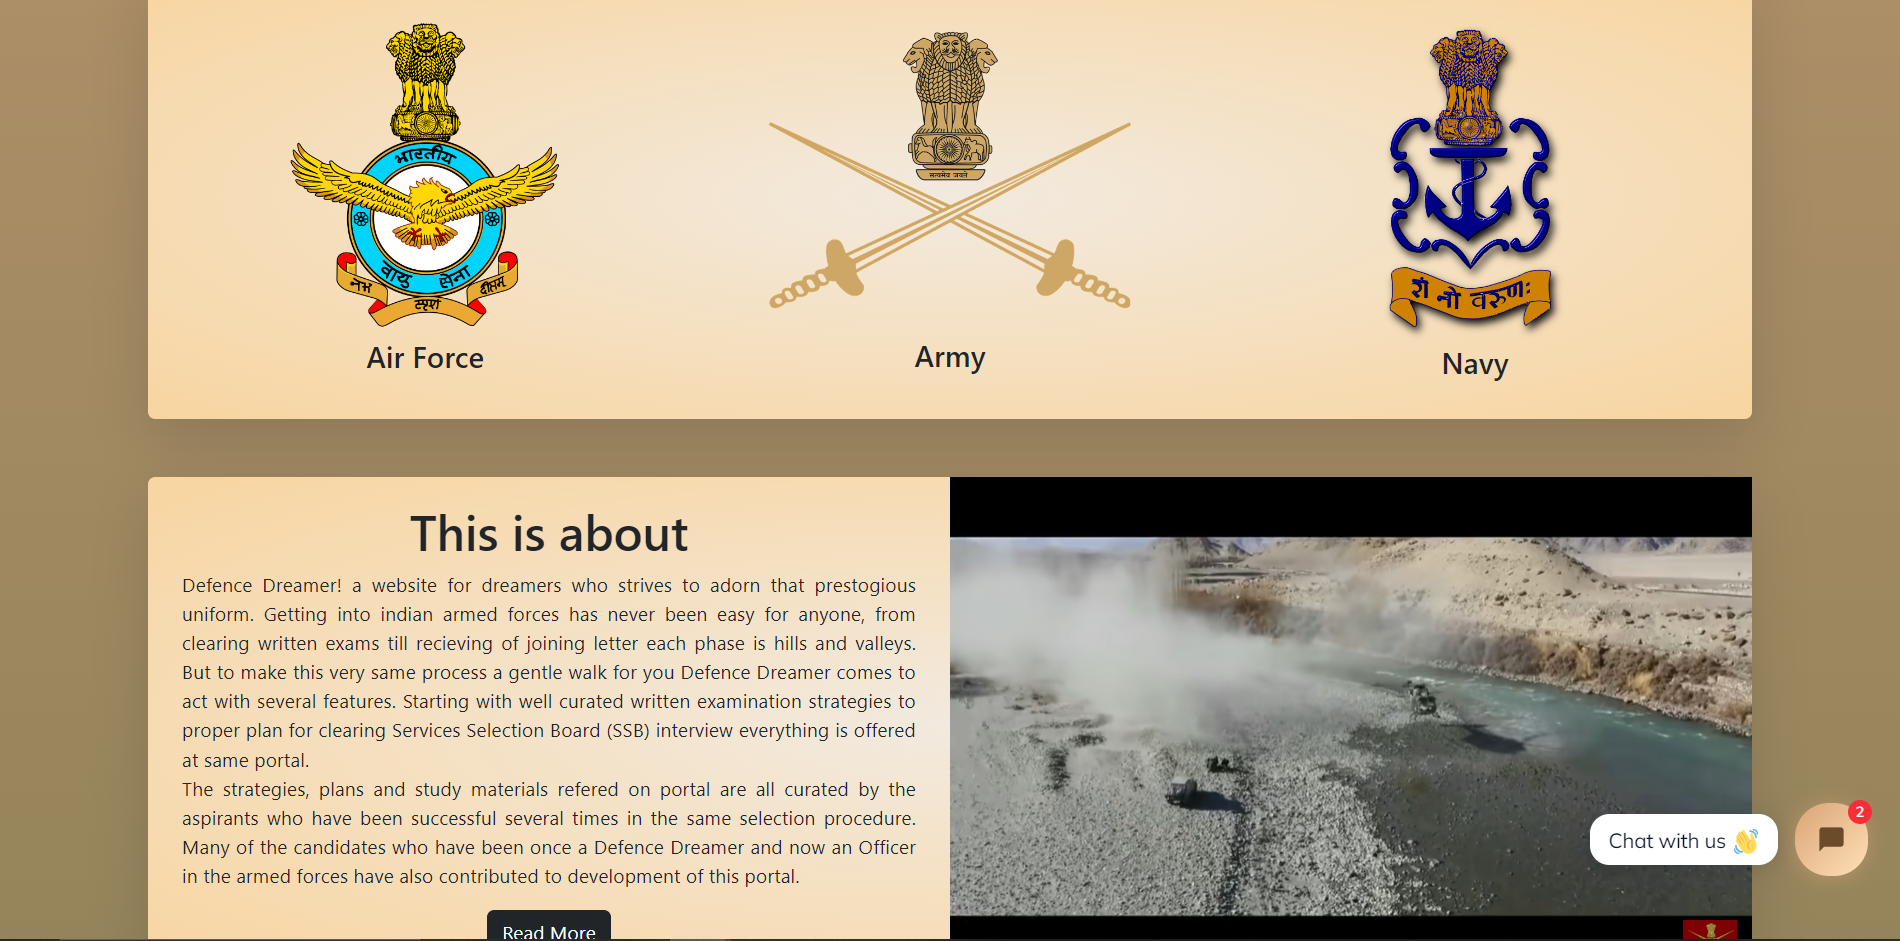 भारतीय
वायु सेना
नभ स्पृशं दीप्तम्
सत्यमेव जयते
शं नो वरुणः
Air Force
Army
Navy
This is about
Defence Dreamer! a website for dreamers who strives to adorn that prestogious
uniform. Getting into indian armed forces has never been easy for anyone, from
clearing written exams till recieving of joining letter each phase is hills and valleys.
But to make this very same process a gentle walk for you Defence Dreamer comes to
act with several features. Starting with well curated written examination strategies to
proper plan for clearing Services Selection Board (SSB) interview everything is offered
at same portal.
The strategies, plans and study materials refered on portal are all curated by the
aspirants who have been successful several times in the same selection procedure.
Many of the candidates who have been once a Defence Dreamer and now an Officer
in the armed forces have also contributed to development of this portal.
Read More
Chat with us 👋
2